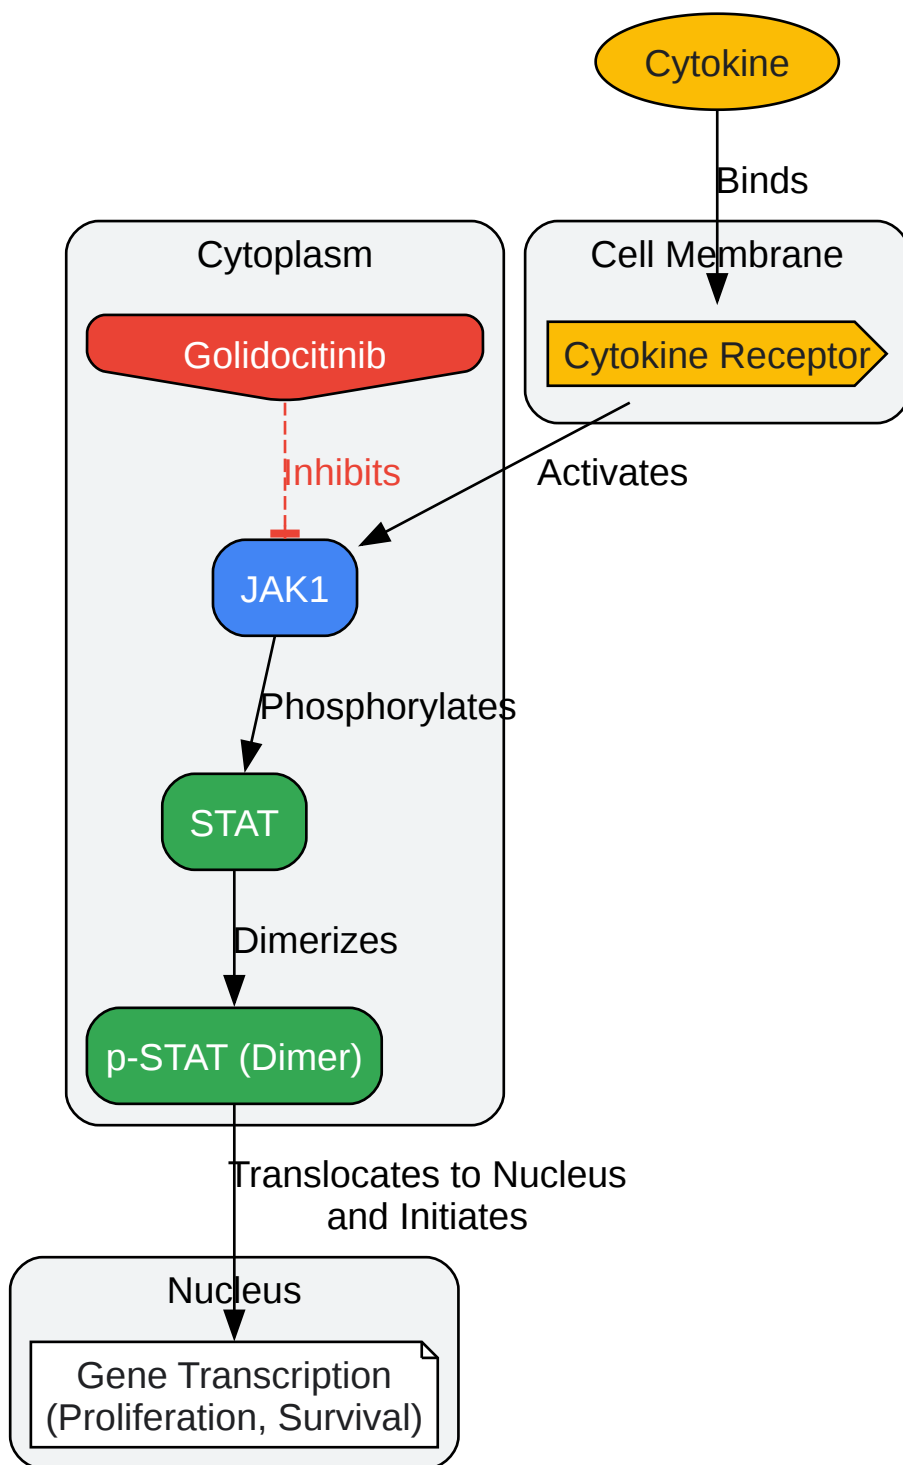 Cytokine
Binds
Cytoplasm
Cell Membrane
Golidocitinib
Cytokine Receptor
Inhibits
Activates
JAK1
Phosphorylates
STAT
Dimerizes
p-STAT (Dimer)
Translocates to Nucleus
and Initiates
Nucleus
Gene Transcription
(Proliferation, Survival)